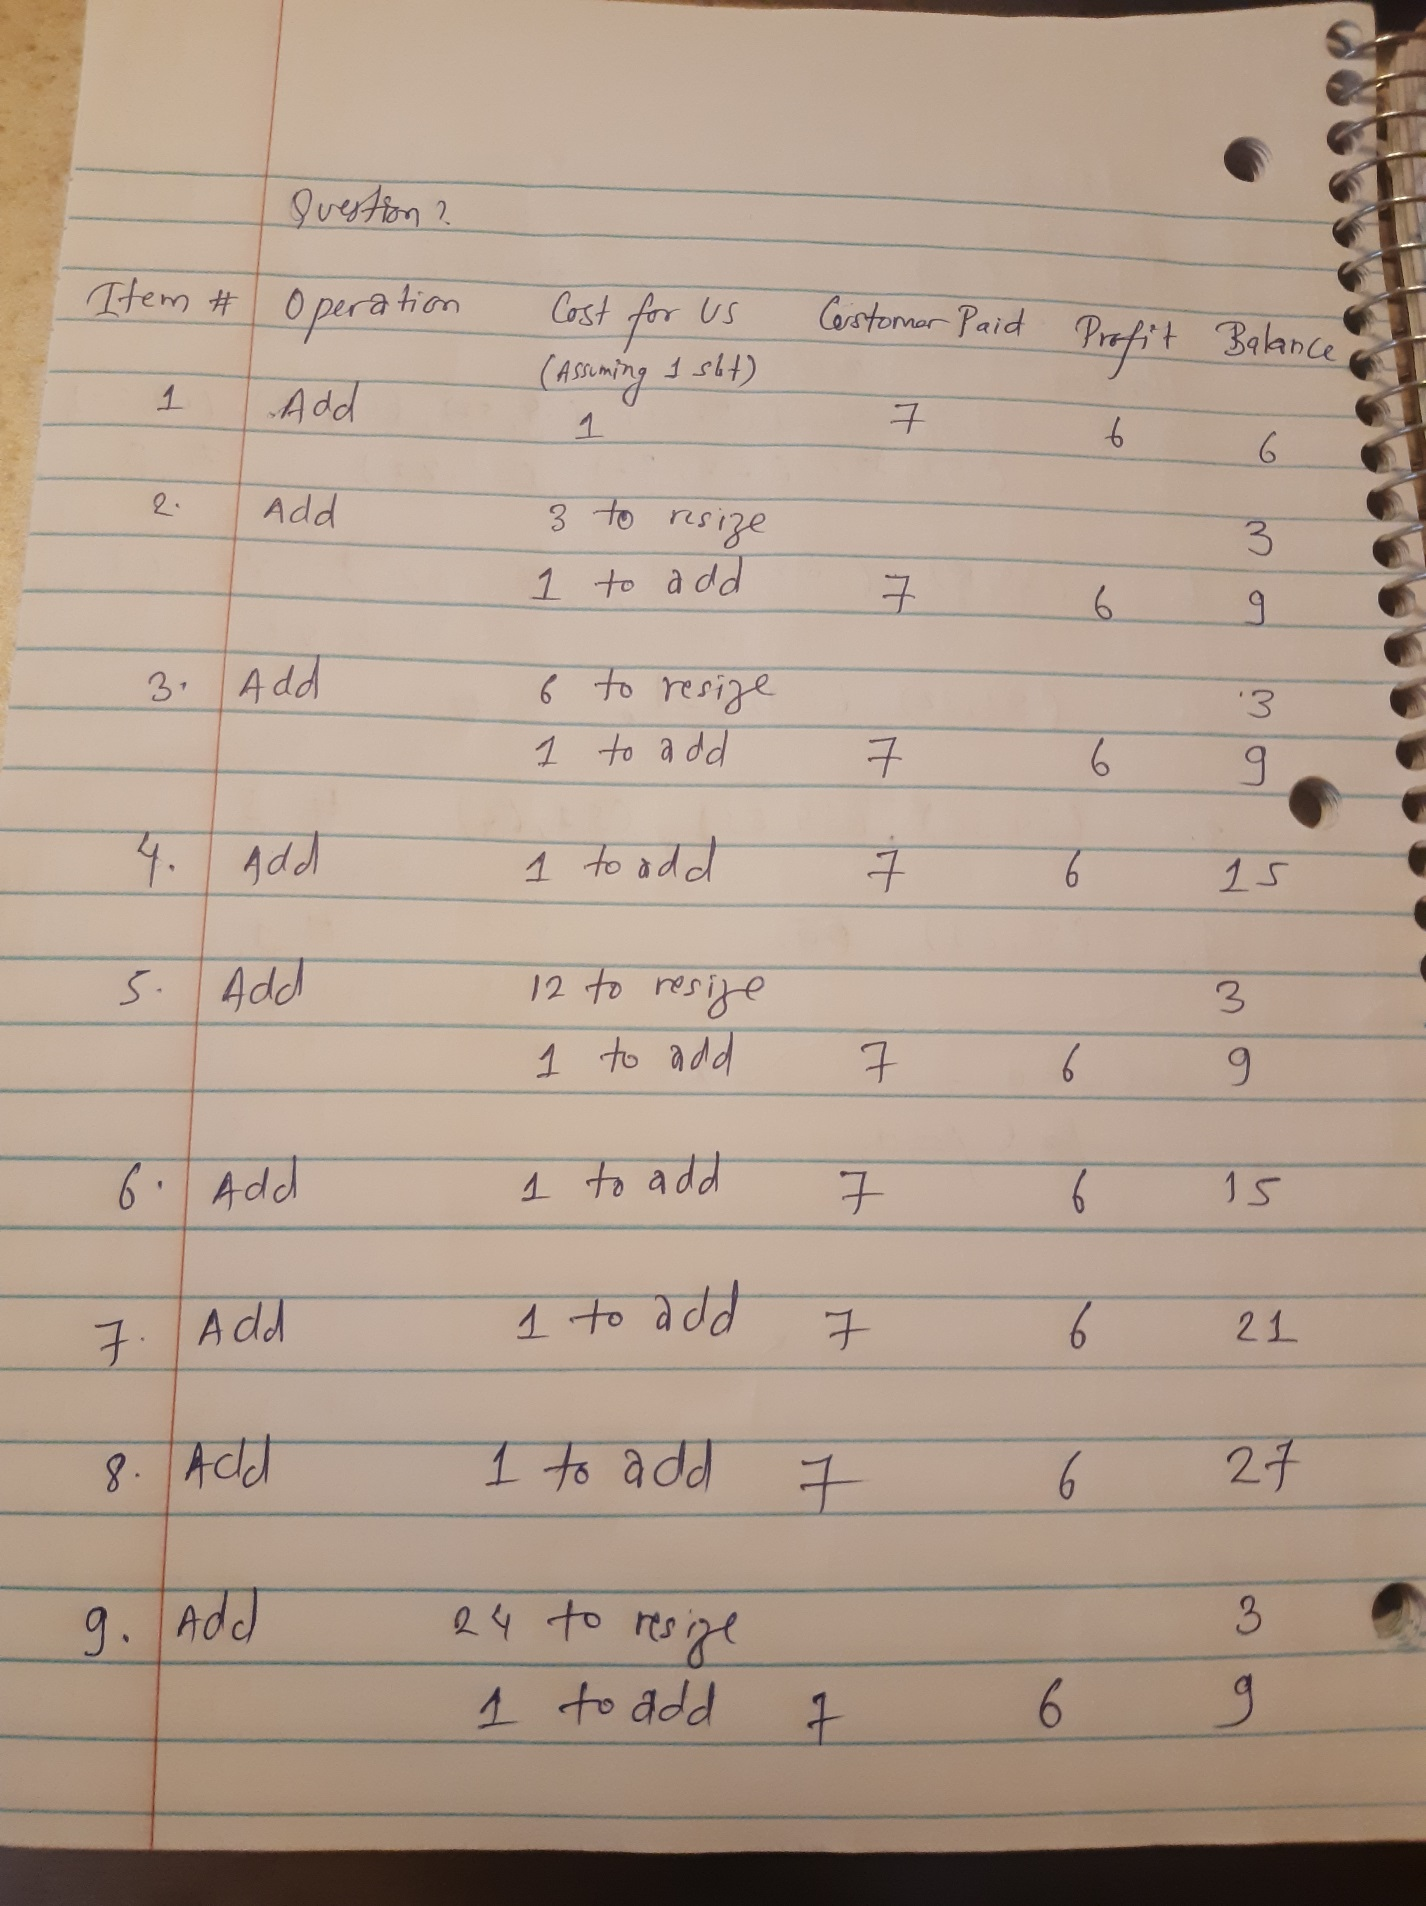 Question?
Item # Operation Cost for us Customer Paid Profit Balance
(Assuming 1 slot)
1 Add 1 7 6 6
2. Add 3 to resize 3
1 to add 7 6 9
3. Add 6 to resize 3
1 to add 7 6 9
4. Add 1 to add 7 6 15
5. Add 12 to resize 3
1 to add 7 6 9
6. Add 1 to add 7 6 15
7. Add 1 to add 7 6 21
8. Add 1 to add 7 6 27
9. Add 24 to resize 3
1 to add 7 6 9